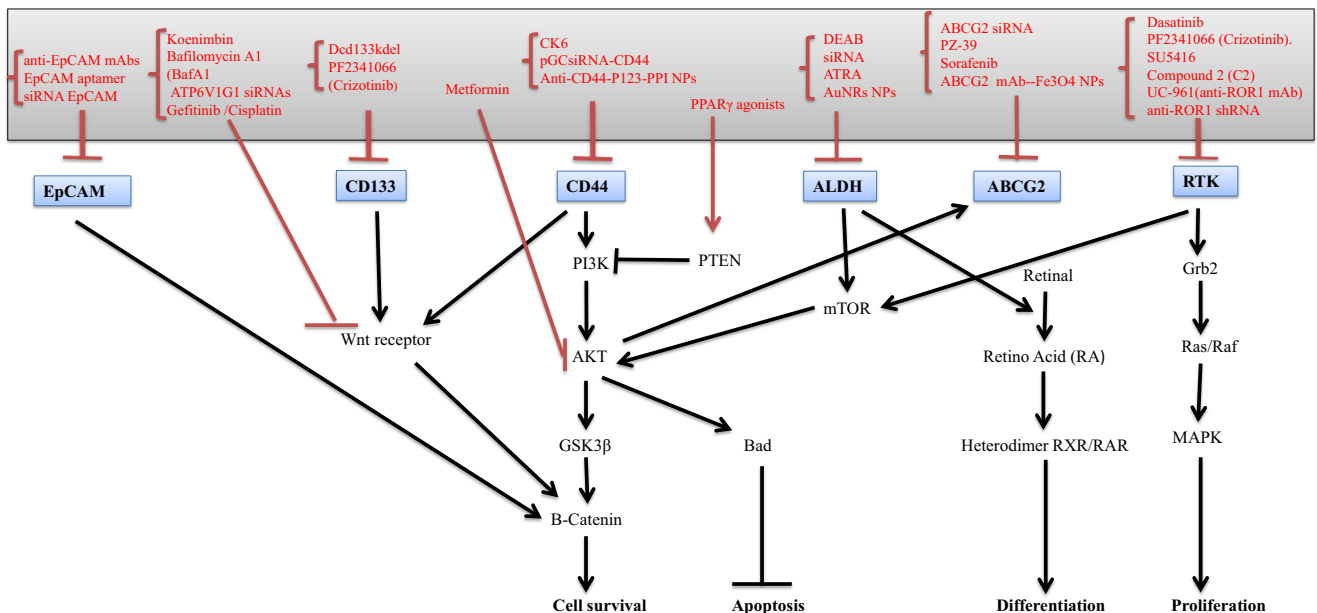 anti-EpCAM mAbs
EpCAM aptamer
siRNA EpCAM
Koenimbin
Bafilomycin A1
(BafA1
ATP6V1G1 siRNAs
Gefitinib /Cisplatin
Dcd133kdel
PF2341066
(Crizotinib)
Metformin
CK6
pGCsiRNA-CD44
Anti-CD44-P123-PPI NPs
PPARγ agonists
DEAB
siRNA
ATRA
AuNRs NPs
ABCG2 siRNA
PZ-39
Sorafenib
ABCG2 mAb--Fe3O4 NPs
Dasatinib
PF2341066 (Crizotinib).
SU5416
Compound 2 (C2)
UC-961(anti-ROR1 mAb)
anti-ROR1 shRNA
EpCAM
CD133
CD44
ALDH
ABCG2
RTK
PI3K
PTEN
Retinal
Grb2
mTOR
Wnt receptor
AKT
Retino Acid (RA)
Ras/Raf
GSK3β
Bad
Heterodimer RXR/RAR
MAPK
B-Catenin
Cell survival
Apoptosis
Differentiation
Proliferation